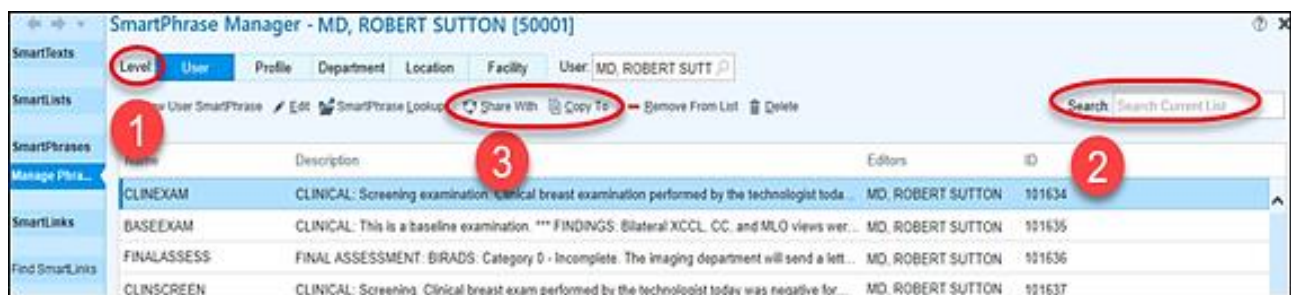 SmartPhrase Manager - MD, ROBERT SUTTON [50001]
SmartTexts
Level User Profile Department Location Facility User: MD, ROBERT SUTT
SmartLists
User SmartPhrase Edit SmartPhrase Lookup Share With Copy To Remove From List Delete Search: Search Current List
1 3 2
SmartPhrases
Name Description Editors ID
Manage Phra...
CLINEXAM CLINICAL: Screening examination. Clinical breast examination performed by the technologist toda... MD, ROBERT SUTTON 101634
SmartLinks
BASEEXAM CLINICAL: This is a baseline examination. *** FINDINGS: Bilateral XCCL, CC, and MLO views wer... MD, ROBERT SUTTON 101635
Find SmartLinks
FINALASSESS FINAL ASSESSMENT: BIRADS: Category 0 - Incomplete. The imaging department will send a lett... MD, ROBERT SUTTON 101636
CLINSCREEN CLINICAL: Screening. Clinical breast exam performed by the technologist today was negative for... MD, ROBERT SUTTON 101637